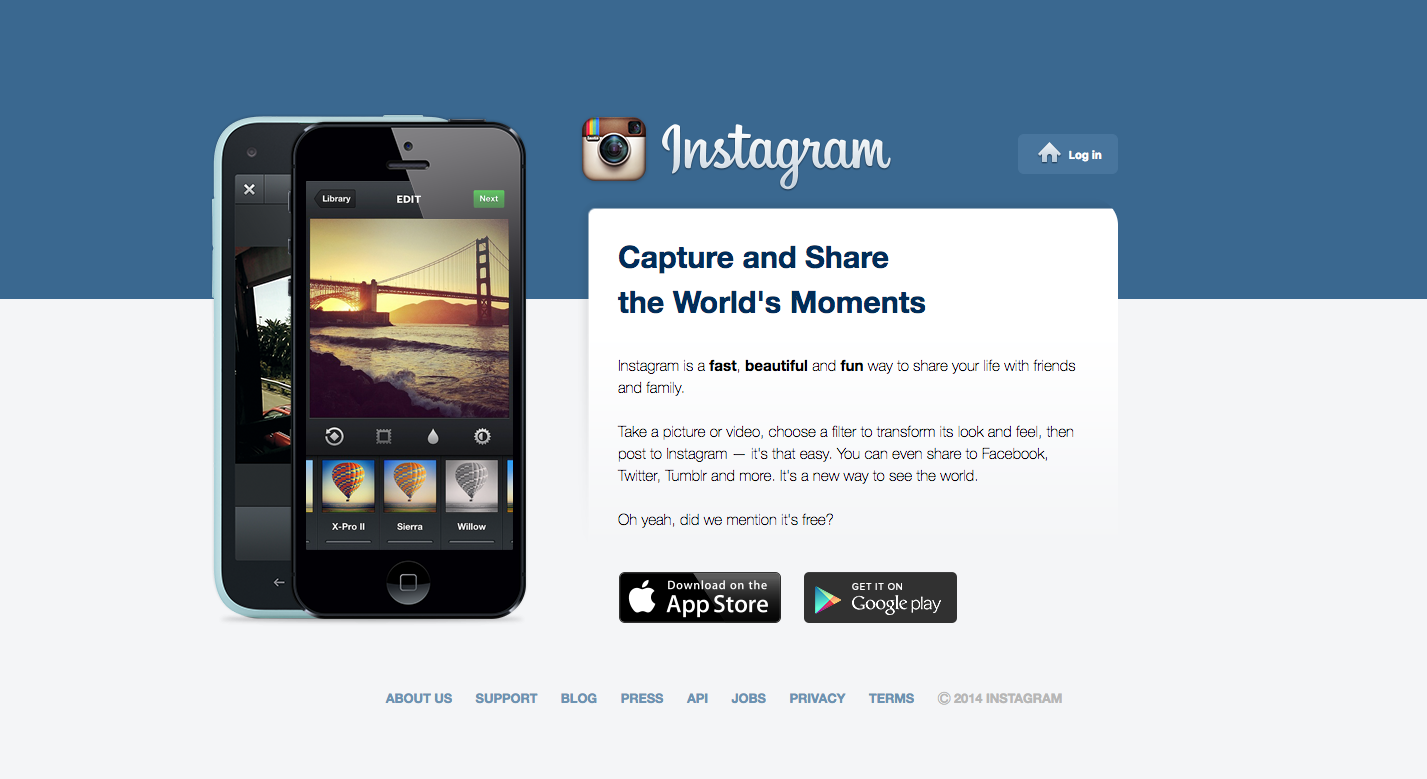 Instagram
Log in
Library
EDIT
Next
X-Pro II
Sierra
Willow
Capture and Share
the World's Moments
Instagram is a fast, beautiful and fun way to share your life with friends
and family.
Take a picture or video, choose a filter to transform its look and feel, then
post to Instagram — it's that easy. You can even share to Facebook,
Twitter, Tumblr and more. It's a new way to see the world.
Oh yeah, did we mention it's free?
Download on the
App Store
GET IT ON
Google play
ABOUT US SUPPORT BLOG PRESS API JOBS PRIVACY TERMS © 2014 INSTAGRAM